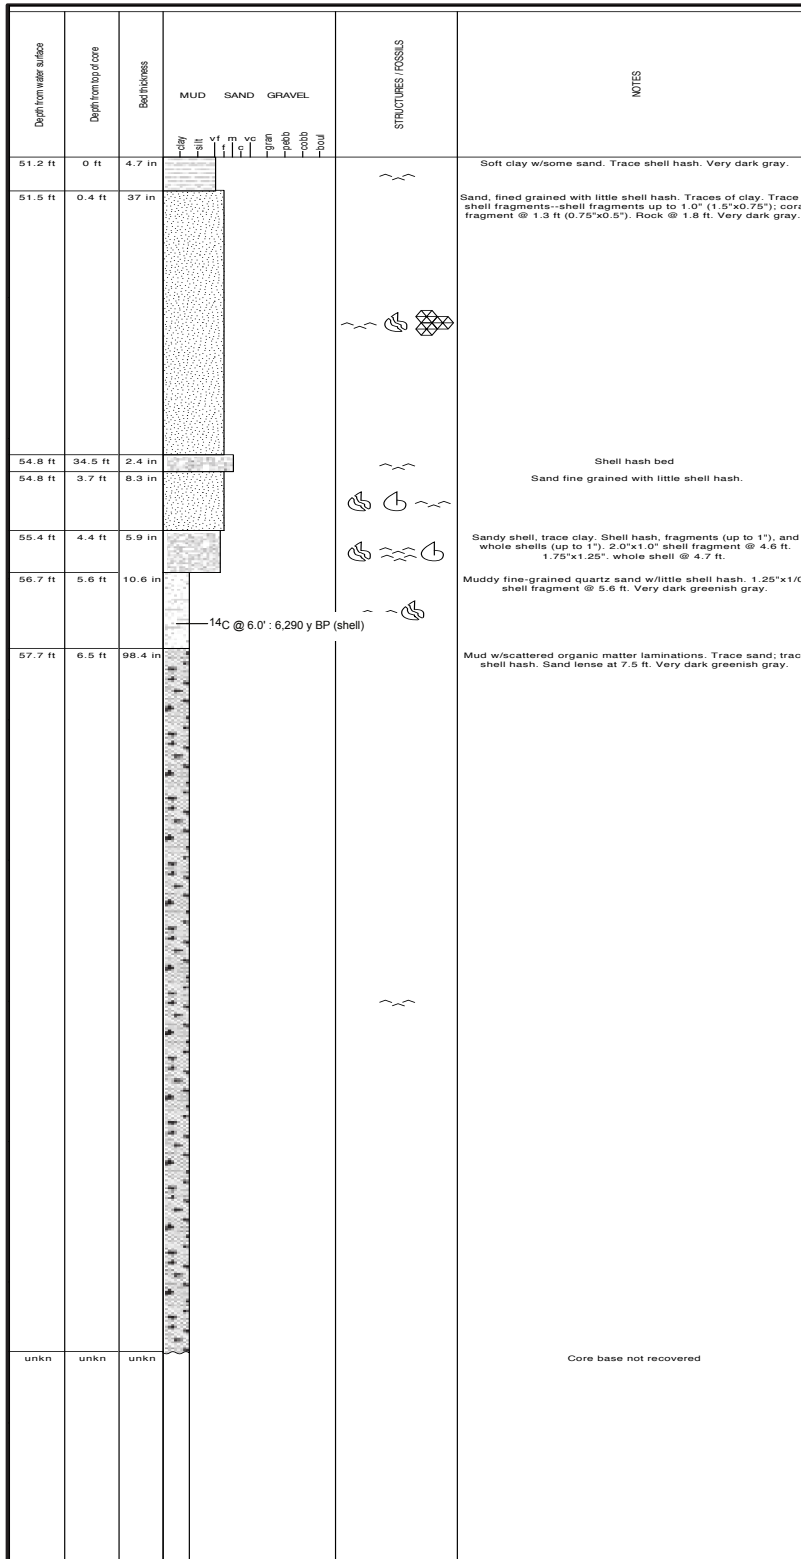 Depth from water surface
Depth from top of core
Bed thickness
MUD SAND GRAVEL
clay
silt
vf
f
m
c
vc
gran
pebb
cobb
boul
STRUCTURES / FOSSILS
NOTES
51.2 ft 0 ft 4.7 in Soft clay w/some sand. Trace shell hash. Very dark gray.
51.5 ft 0.4 ft 37 in Sand, fined grained with little shell hash. Traces of clay. Trace
shell fragments--shell fragments up to 1.0" (1.5"x0.75"); cora
fragment @ 1.3 ft (0.75"x0.5"). Rock @ 1.8 ft. Very dark gray.
54.8 ft 34.5 ft 2.4 in Shell hash bed
54.8 ft 3.7 ft 8.3 in Sand fine grained with little shell hash.
55.4 ft 4.4 ft 5.9 in Sandy shell, trace clay. Shell hash, fragments (up to 1"), and
whole shells (up to 1"). 2.0"x1.0" shell fragment @ 4.6 ft.
1.75"x1.25". whole shell @ 4.7 ft.
56.7 ft 5.6 ft 10.6 in Muddy fine-grained quartz sand w/little shell hash. 1.25"x1/0
shell fragment @ 5.6 ft. Very dark greenish gray.
14C @ 6.0' : 6,290 y BP (shell)
57.7 ft 6.5 ft 98.4 in Mud w/scattered organic matter laminations. Trace sand; trac
shell hash. Sand lense at 7.5 ft. Very dark greenish gray.
unkn unkn unkn Core base not recovered